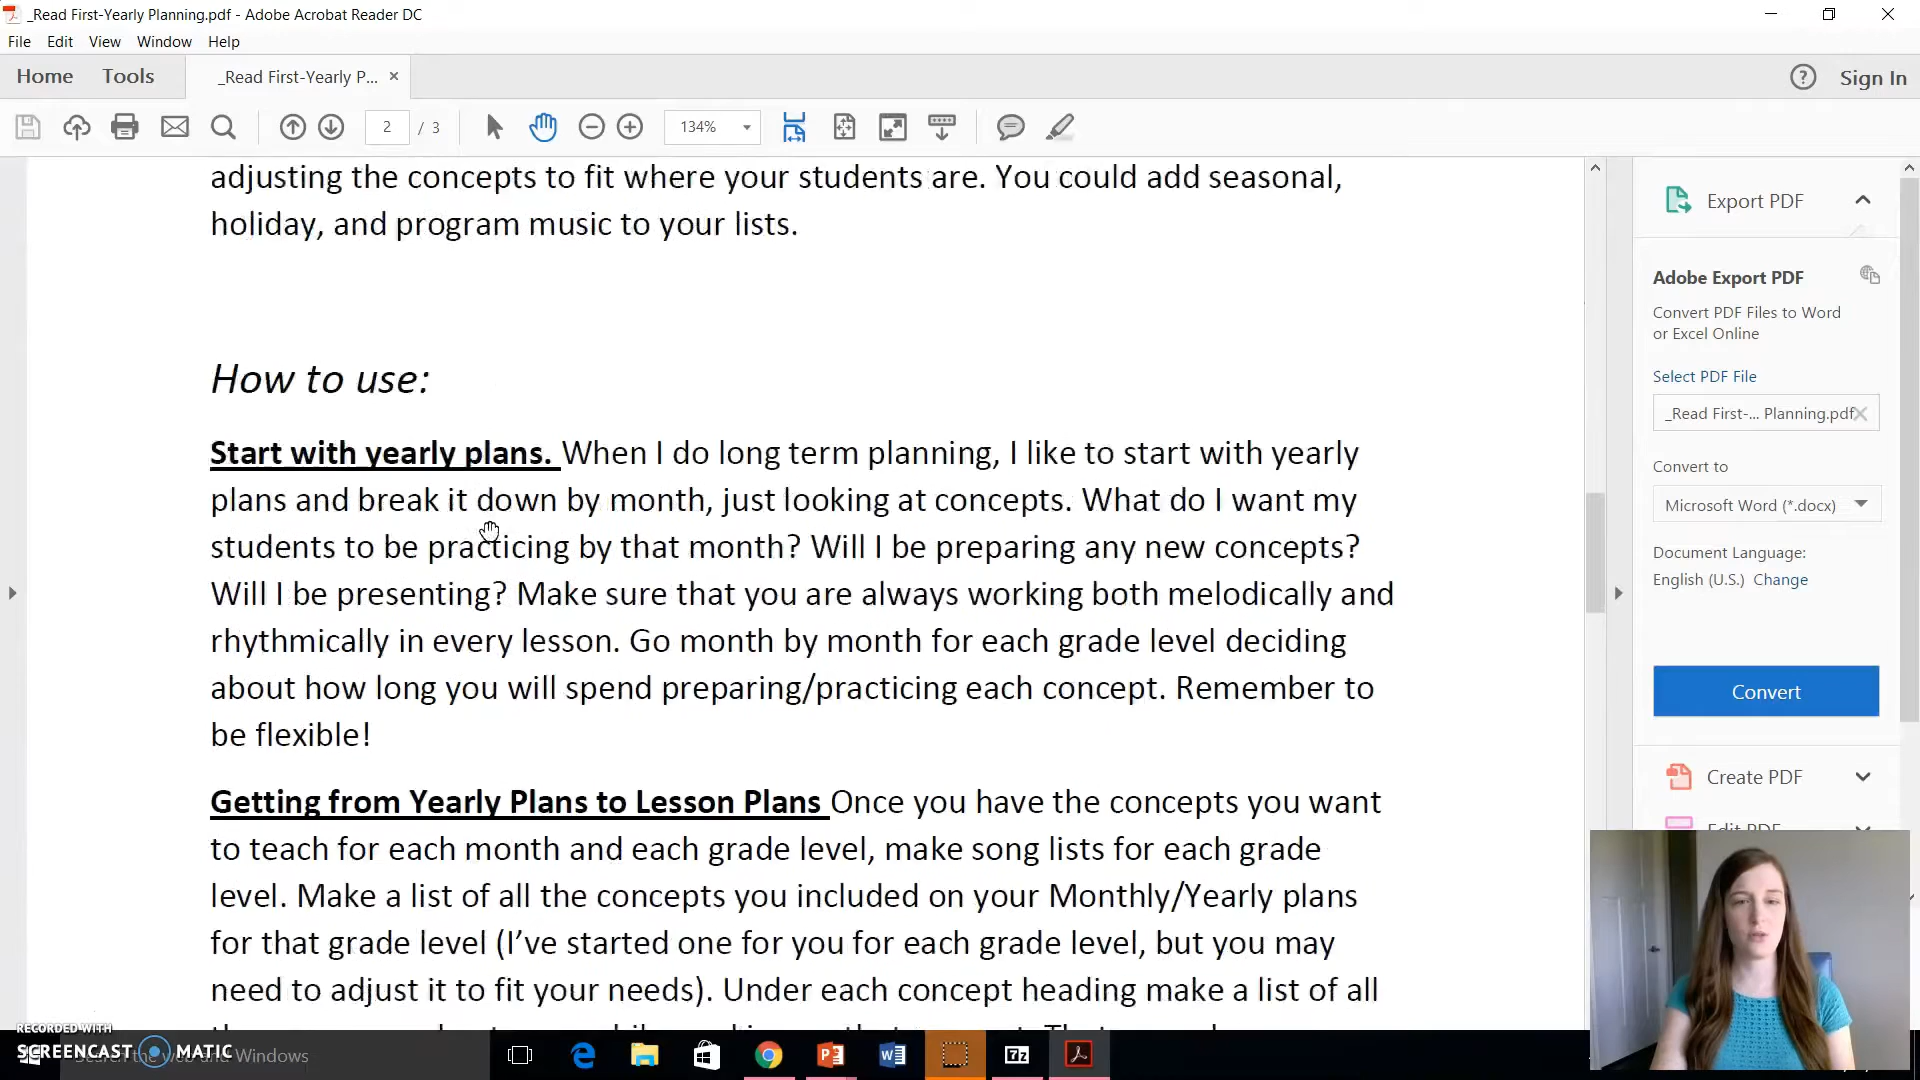 _Read First-Yearly Planning.pdf - Adobe Acrobat Reader DC
File Edit View Window Help
Home Tools _Read First-Yearly P... ×
Sign In
2 / 3 134%
adjusting the concepts to fit where your students are. You could add seasonal,
holiday, and program music to your lists.
How to use:
Start with yearly plans. When I do long term planning, I like to start with yearly
plans and break it down by month, just looking at concepts. What do I want my
students to be practicing by that month? Will I be preparing any new concepts?
Will I be presenting? Make sure that you are always working both melodically and
rhythmically in every lesson. Go month by month for each grade level deciding
about how long you will spend preparing/practicing each concept. Remember to
be flexible!
Getting from Yearly Plans to Lesson Plans Once you have the concepts you want
to teach for each month and each grade level, make song lists for each grade
level. Make a list of all the concepts you included on your Monthly/Yearly plans
for that grade level (I've started one for you for each grade level, but you may
need to adjust it to fit your needs). Under each concept heading make a list of all
Export PDF
Adobe Export PDF
Convert PDF Files to Word
or Excel Online
Select PDF File
_Read First-... Planning.pdf
Convert to
Microsoft Word (*.docx)
Document Language:
English (U.S.) Change
Convert
Create PDF
Edit PDF
RECORDED WITH
SCREENCAST MATIC
Search the web and Windows